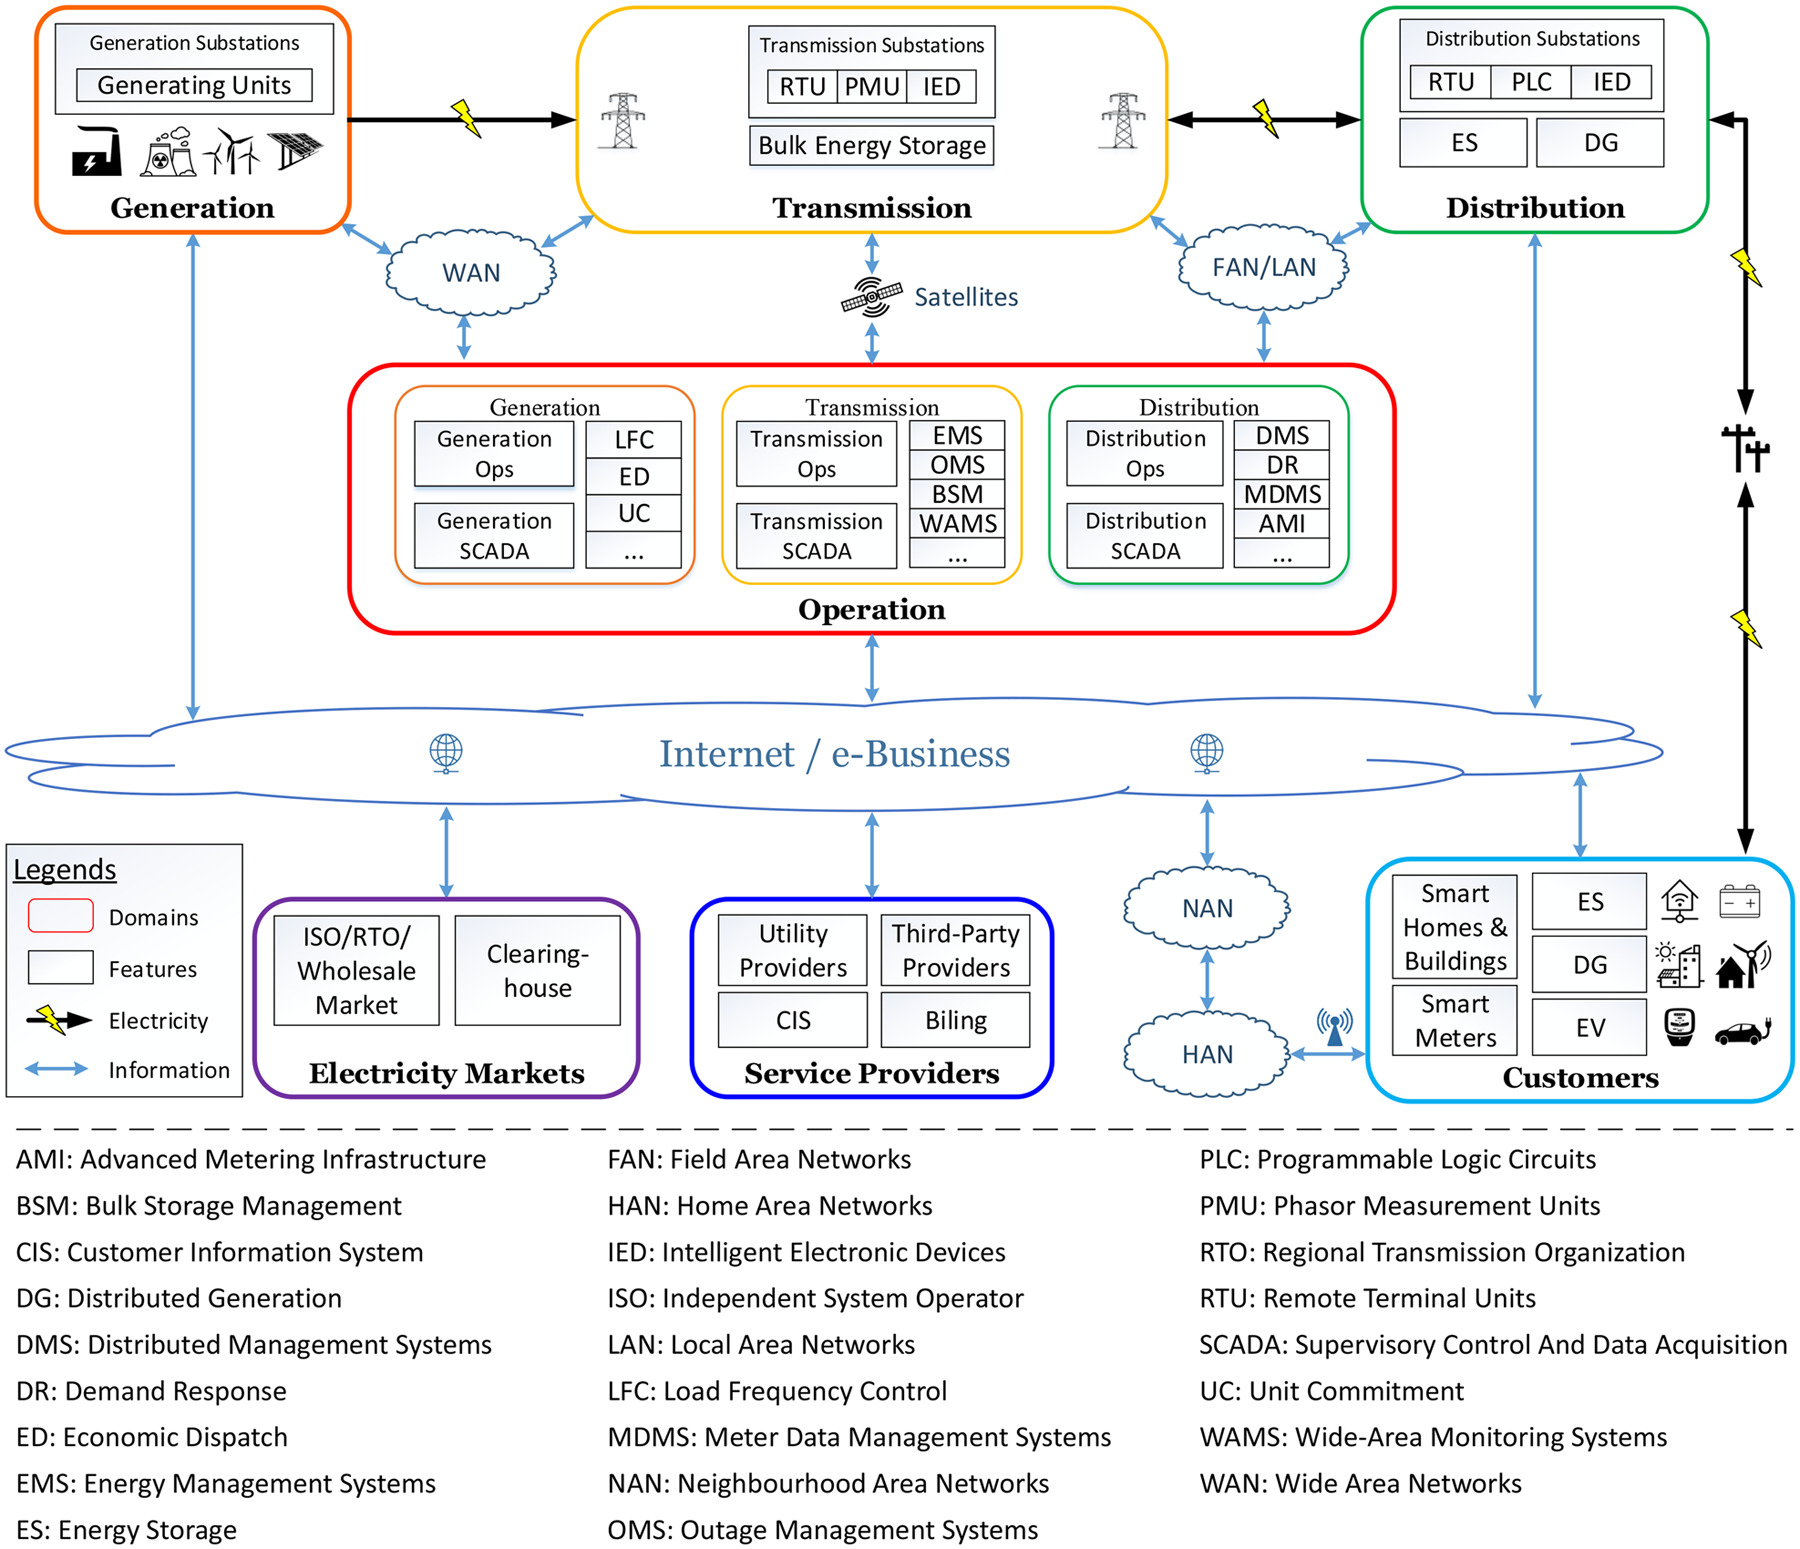 Generation Substations
Generating Units
Generation
Transmission Substations
RTU PMU IED
Bulk Energy Storage
Transmission
Distribution Substations
RTU PLC IED
ES DG
Distribution
WAN
Satellites
FAN/LAN
Generation
Generation
Ops
Generation
SCADA
LFC
ED
UC
...
Transmission
Transmission
Ops
Transmission
SCADA
EMS
OMS
BSM
WAMS
...
Distribution
Distribution
Ops
Distribution
SCADA
DMS
DR
MDMS
AMI
...
Operation
Internet / e-Business
Legends
Domains
Features
Electricity
Information
ISO/RTO/
Wholesale
Market
Clearing-
house
Electricity Markets
Utility
Providers
Third-Party
Providers
CIS
Biling
Service Providers
NAN
HAN
Smart
Homes &
Buildings
Smart
Meters
ES
DG
EV
Customers
AMI: Advanced Metering Infrastructure
BSM: Bulk Storage Management
CIS: Customer Information System
DG: Distributed Generation
DMS: Distributed Management Systems
DR: Demand Response
ED: Economic Dispatch
EMS: Energy Management Systems
ES: Energy Storage
FAN: Field Area Networks
HAN: Home Area Networks
IED: Intelligent Electronic Devices
ISO: Independent System Operator
LAN: Local Area Networks
LFC: Load Frequency Control
MDMS: Meter Data Management Systems
NAN: Neighbourhood Area Networks
OMS: Outage Management Systems
PLC: Programmable Logic Circuits
PMU: Phasor Measurement Units
RTO: Regional Transmission Organization
RTU: Remote Terminal Units
SCADA: Supervisory Control And Data Acquisition
UC: Unit Commitment
WAMS: Wide-Area Monitoring Systems
WAN: Wide Area Networks